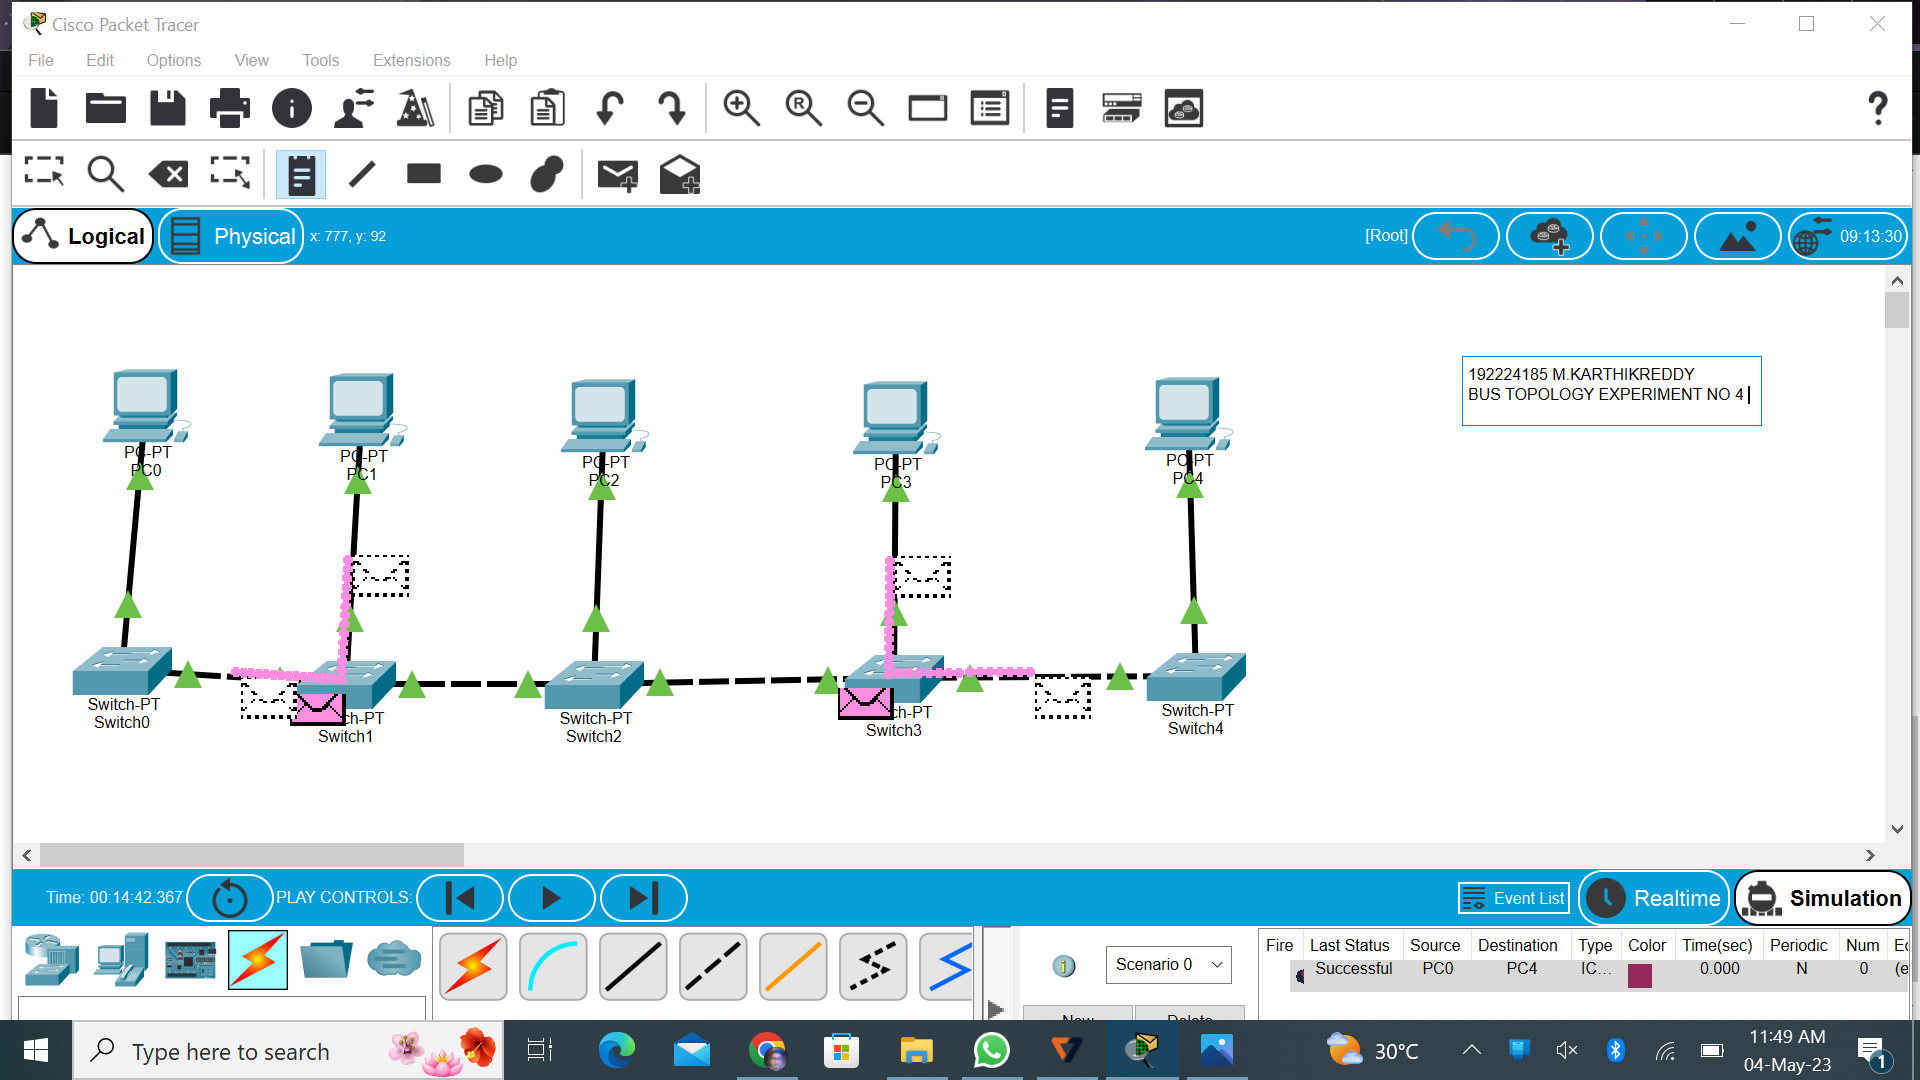 Cisco Packet Tracer
File Edit Options View Tools Extensions Help
Logical Physical x: 777, y: 92 [Root] 09:13:30
192224185 M.KARTHIKREDDY
BUS TOPOLOGY EXPERIMENT NO 4
PC-PT
PC0
PC-PT
PC1
PC-PT
PC2
PC-PT
PC3
PC-PT
PC4
Switch-PT
Switch0
ch-PT
Switch1
Switch-PT
Switch2
ch-PT
Switch3
Switch-PT
Switch4
Time: 00:14:42.367 PLAY CONTROLS: Event List Realtime Simulation
Scenario 0
New Delete
Fire Last Status Source Destination Type Color Time(sec) Periodic Num Ed
Successful PC0 PC4 IC... 0.000 N 0 (e
Type here to search
30°C
11:49 AM
04-May-23
1